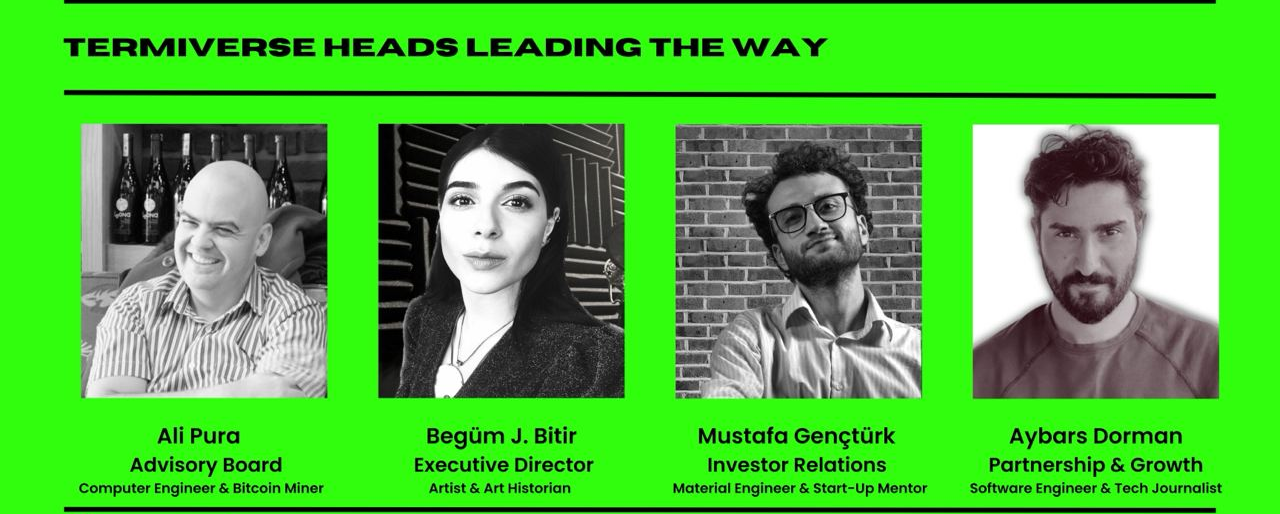 TERMIVERSE HEADS LEADING THE WAY
Ali Pura
Advisory Board
Computer Engineer & Bitcoin Miner
Begüm J. Bitir
Executive Director
Artist & Art Historian
Mustafa Gençtürk
Investor Relations
Material Engineer & Start-Up Mentor
Aybars Dorman
Partnership & Growth
Software Engineer & Tech Journalist